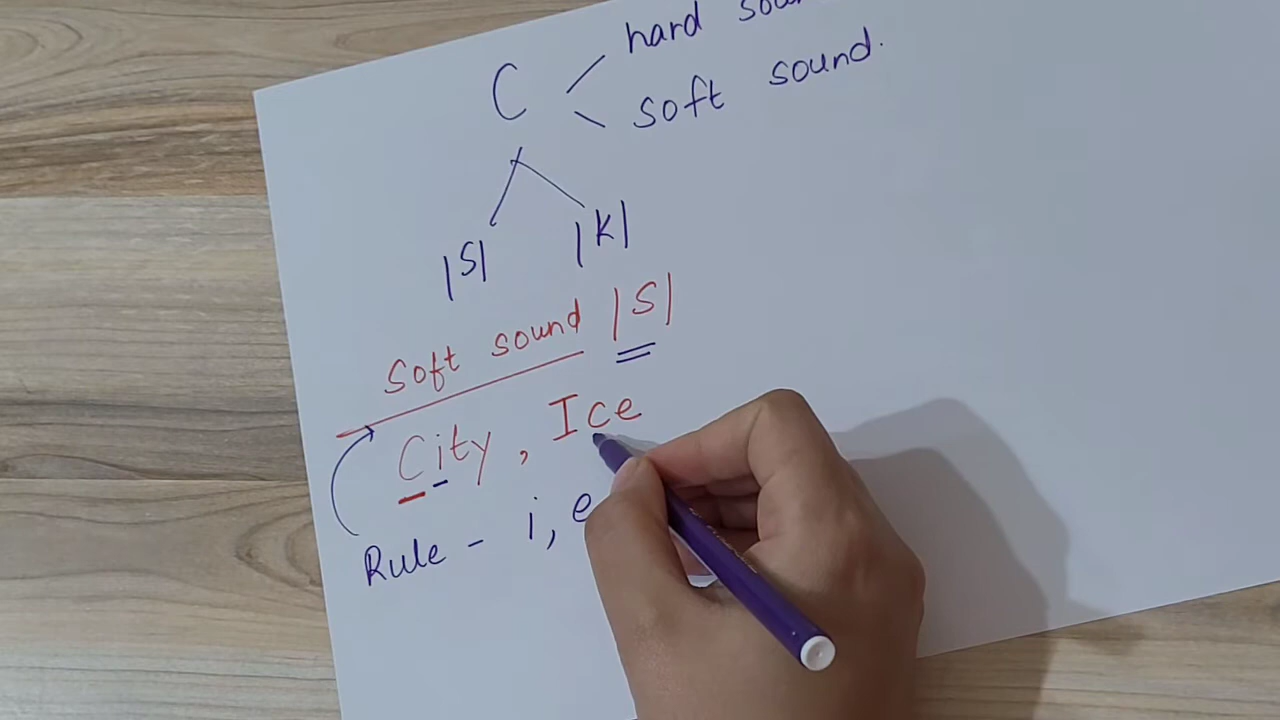 hard
C
soft sound.
|S| |K|
Soft sound |S|
City, Ice
Rule - i, e